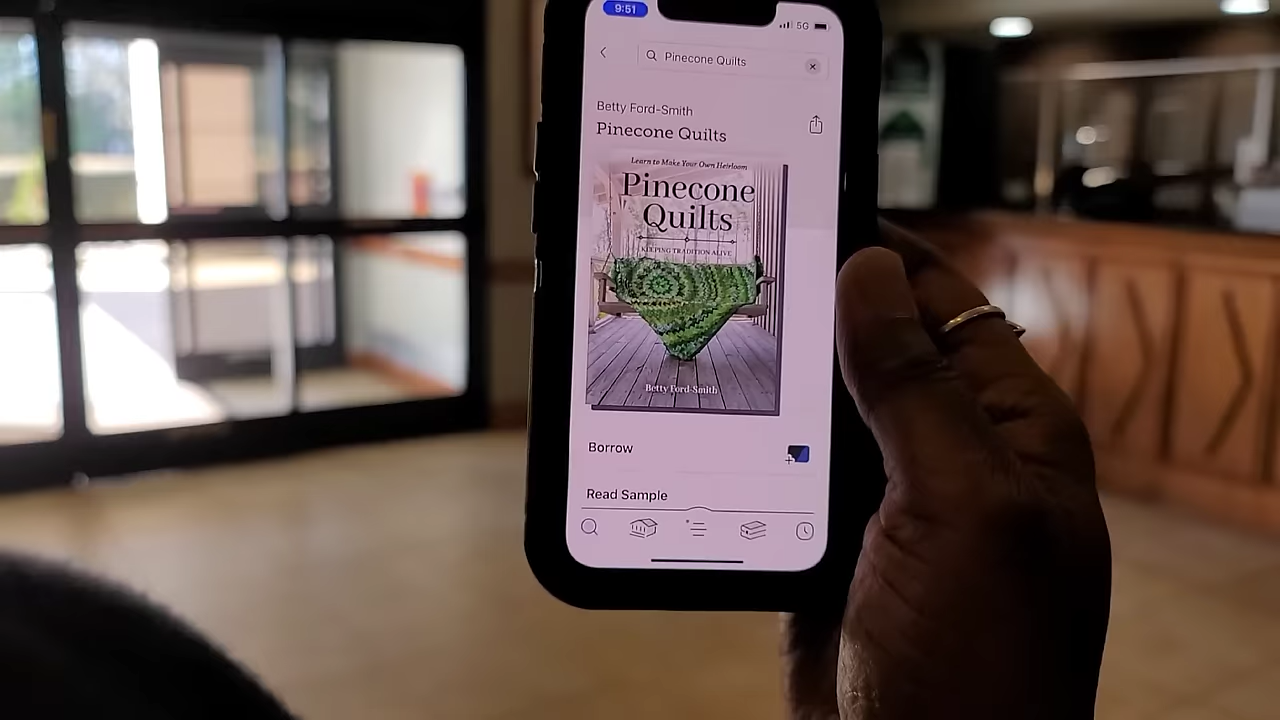 9:51
5G
Pinecone Quilts
Betty Ford-Smith
Pinecone Quilts
Learn to Make Your Own Heirloom
Pinecone
Quilts
KEEPING TRADITION ALIVE
Betty Ford-Smith
Borrow
Read Sample